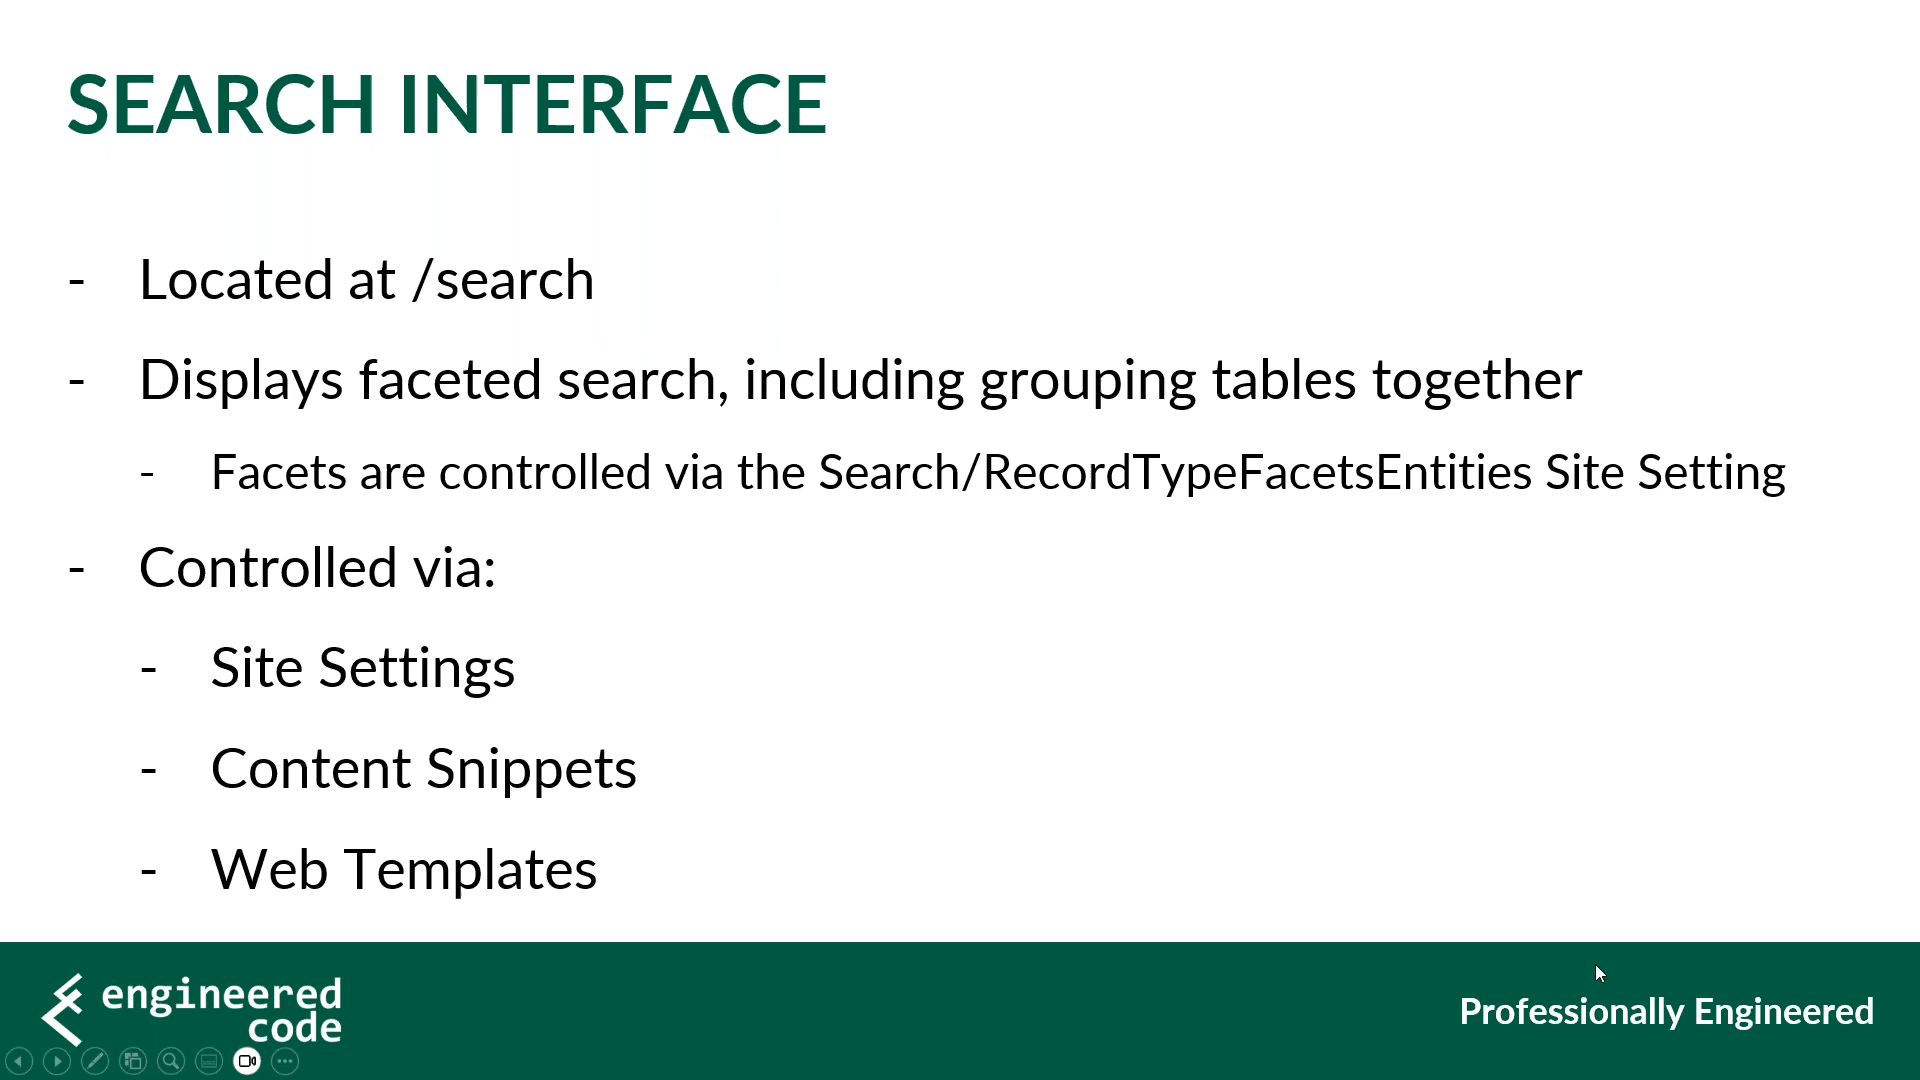 SEARCH INTERFACE
- Located at /search
- Displays faceted search, including grouping tables together
- Facets are controlled via the Search/RecordTypeFacetsEntities Site Setting
- Controlled via:
- Site Settings
- Content Snippets
- Web Templates
engineered
code
Professionally Engineered